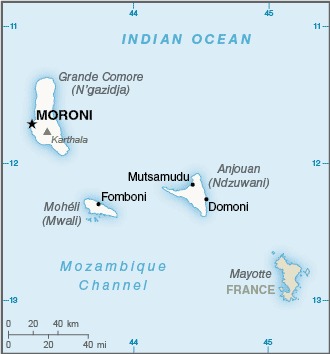 44
45
11
11
INDIAN OCEAN
Grande Comore
(N'gazidja)
MORONI
Karthala
12
12
Anjouan
(Ndzuwani)
Mutsamudu
Fomboni
Domoni
Mohéli
(Mwali)
Mozambique
Channel
Mayotte
FRANCE
13
13
0 20 40 km
0 20 40 mi
44
45